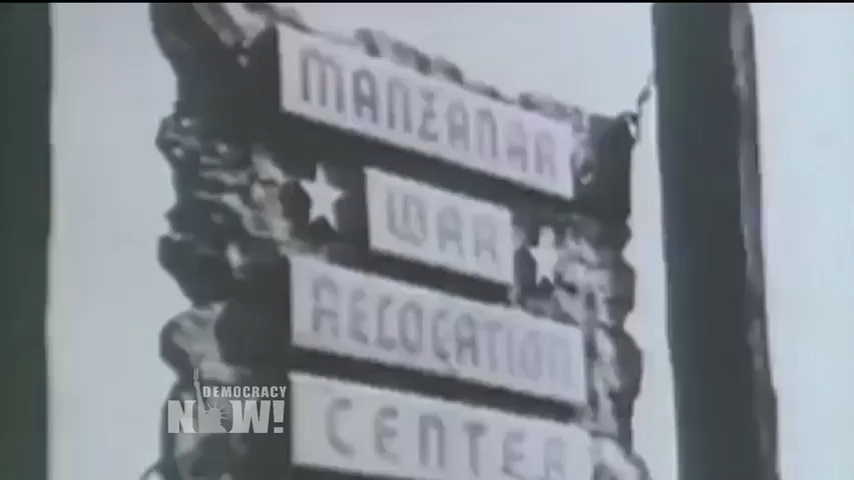 MANZANAR
WAR
RELOCATION
CENTER
DEMOCRACY
NOW!